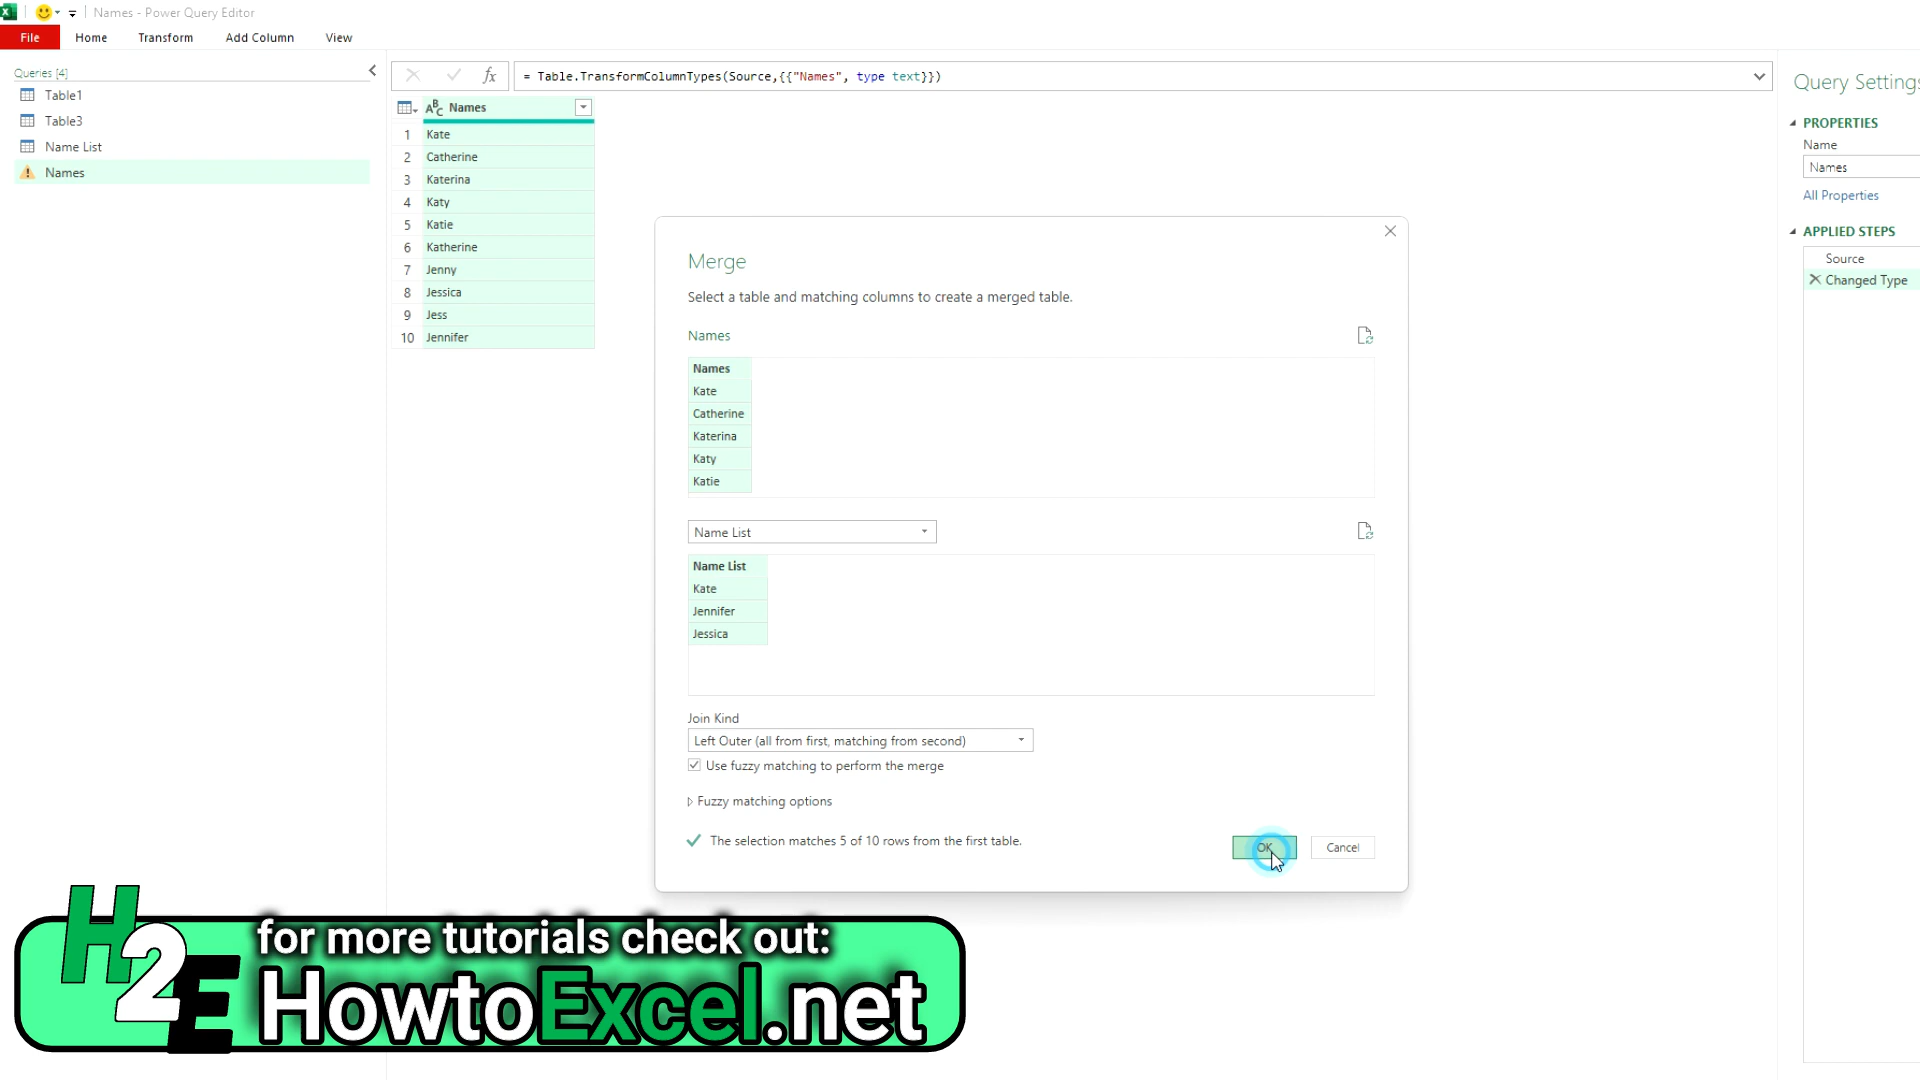 Names - Power Query Editor
File
Home
Transform
Add Column
View
Queries [4]
Table1
Table3
Name List
Names
fx
= Table.TransformColumnTypes(Source,{{"Names", type text}})
ABC Names
1 Kate
2 Catherine
3 Katerina
4 Katy
5 Katie
6 Katherine
7 Jenny
8 Jessica
9 Jess
10 Jennifer
Merge
Select a table and matching columns to create a merged table.
Names
Names
Kate
Catherine
Katerina
Katy
Katie
Name List
Name List
Kate
Jennifer
Jessica
Join Kind
Left Outer (all from first, matching from second)
Use fuzzy matching to perform the merge
Fuzzy matching options
The selection matches 5 of 10 rows from the first table.
OK
Cancel
Query Settings
PROPERTIES
Name
Names
All Properties
APPLIED STEPS
Source
Changed Type
H2E
for more tutorials check out:
HowtoExcel.net